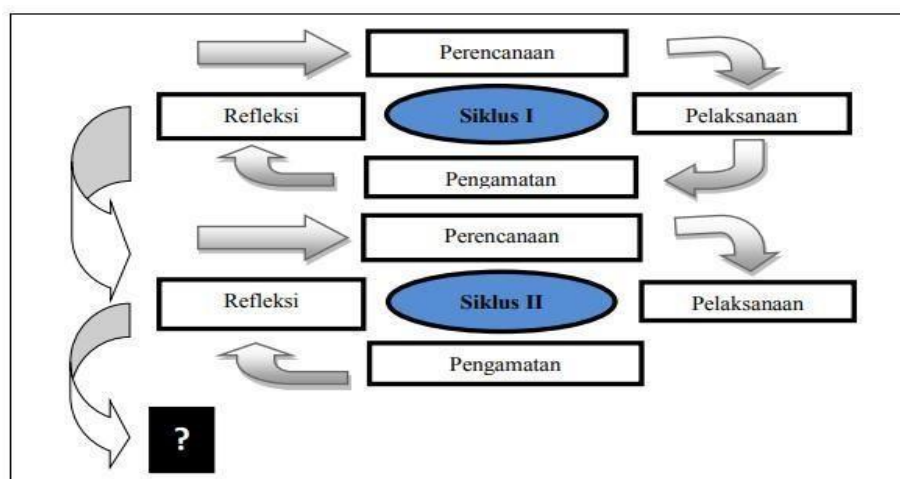 Perencanaan
Refleksi
Siklus I
Pelaksanaan
Pengamatan
Perencanaan
Refleksi
Siklus II
Pelaksanaan
Pengamatan
?